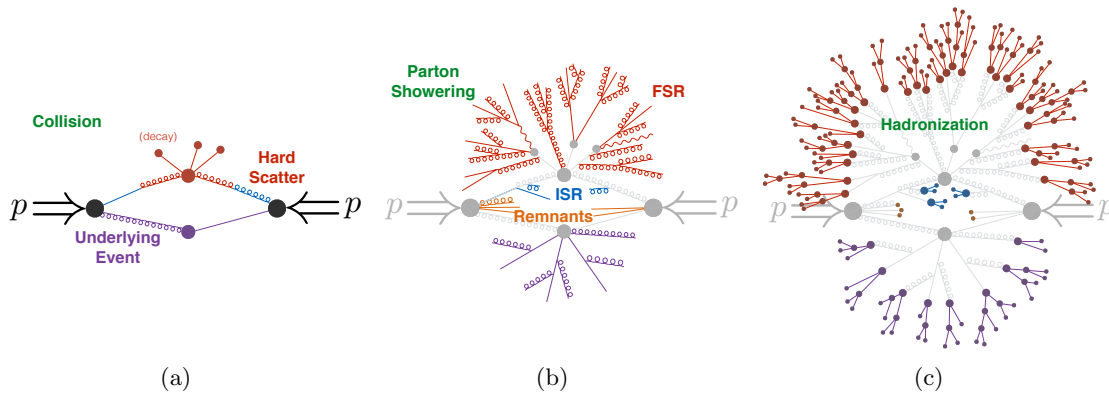 Collision
(decay)
Hard
Scatter
p
p
Underlying
Event
(a)
Parton
Showering
FSR
ISR
Remnants
p
p
(b)
Hadronization
p
p
(c)